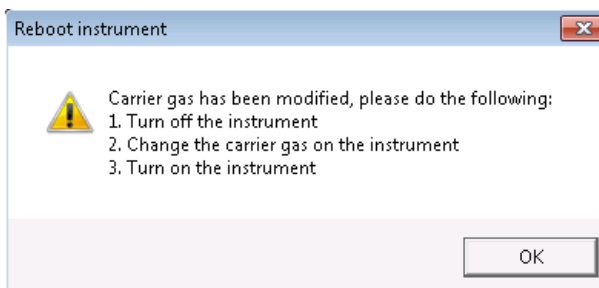 Reboot instrument
Carrier gas has been modified, please do the following:
1. Turn off the instrument
2. Change the carrier gas on the instrument
3. Turn on the instrument
OK